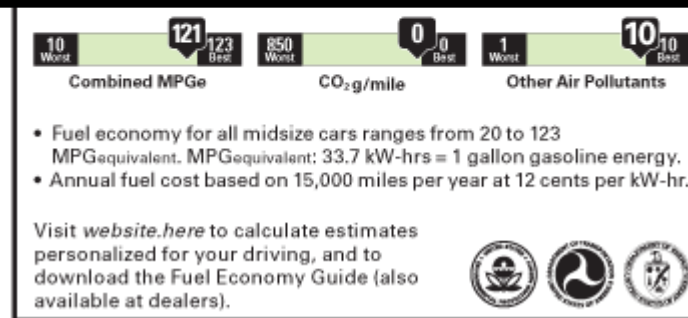 10 Worst 121 123 Best 850 Worst 0 0 Best 1 Worst 10 10 Best
Combined MPGe CO₂ g/mile Other Air Pollutants
• Fuel economy for all midsize cars ranges from 20 to 123
MPGequivalent. MPGequivalent: 33.7 kW-hrs = 1 gallon gasoline energy.
• Annual fuel cost based on 15,000 miles per year at 12 cents per kW-hr.
Visit website.here to calculate estimates
personalized for your driving, and to
download the Fuel Economy Guide (also
available at dealers).